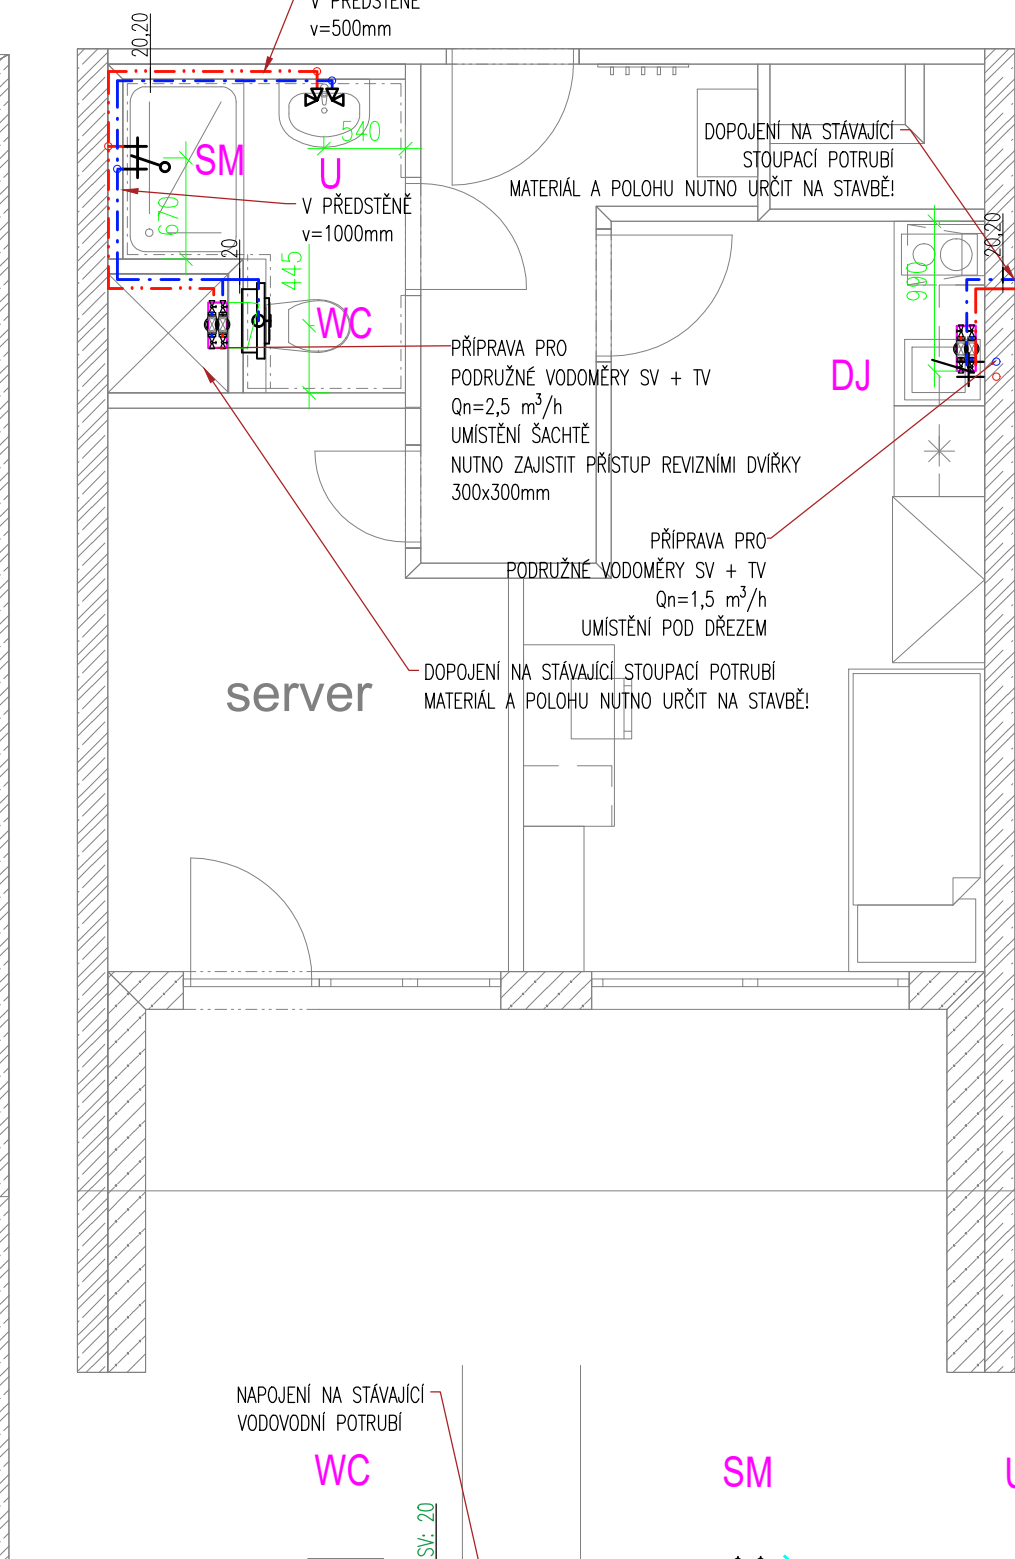 V PŘEDSTĚNĚ
v=500mm
20,20
SM
U
540
670
V PŘEDSTĚNĚ
v=1000mm
20
445
WC
DOPOJENÍ NA STÁVAJÍCÍ
STOUPACÍ POTRUBÍ
MATERIÁL A POLOHU NUTNO URČIT NA STAVBĚ!
20,20
DJ
PŘÍPRAVA PRO
PODRUŽNÉ VODOMĚRY SV + TV
Qn=2,5 m³/h
UMÍSTĚNÍ ŠACHTĚ
NUTNO ZAJISTIT PŘÍSTUP REVIZNÍMI DVÍŘKY
300x300mm
PŘÍPRAVA PRO
PODRUŽNÉ VODOMĚRY SV + TV
Qn=1,5 m³/h
UMÍSTĚNÍ POD DŘEZEM
DOPOJENÍ NA STÁVAJÍCÍ STOUPACÍ POTRUBÍ
MATERIÁL A POLOHU NUTNO URČIT NA STAVBĚ!
server
NAPOJENÍ NA STÁVAJÍCÍ
VODOVODNÍ POTRUBÍ
WC
SM
U
SV: 20